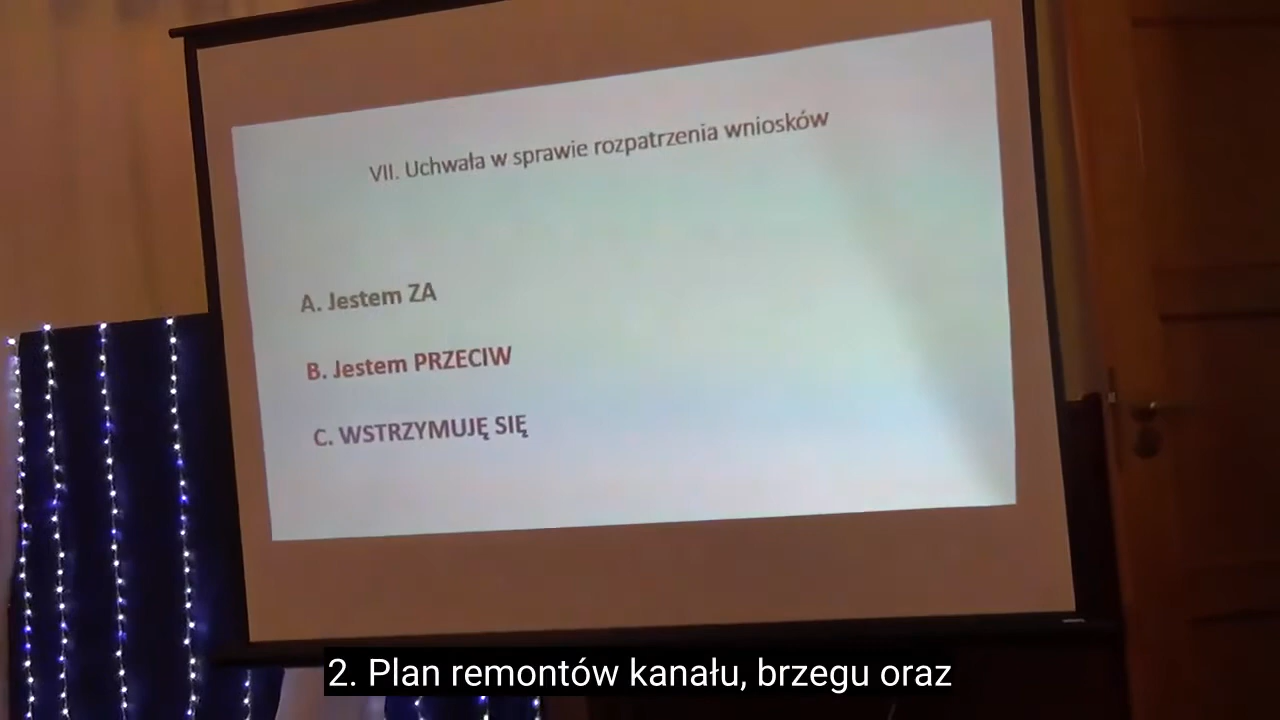 VII. Uchwała w sprawie rozpatrzenia wniosków
A. Jestem ZA
B. Jestem PRZECIW
C. WSTRZYMUJĘ SIĘ
2. Plan remontów kanału, brzegu oraz